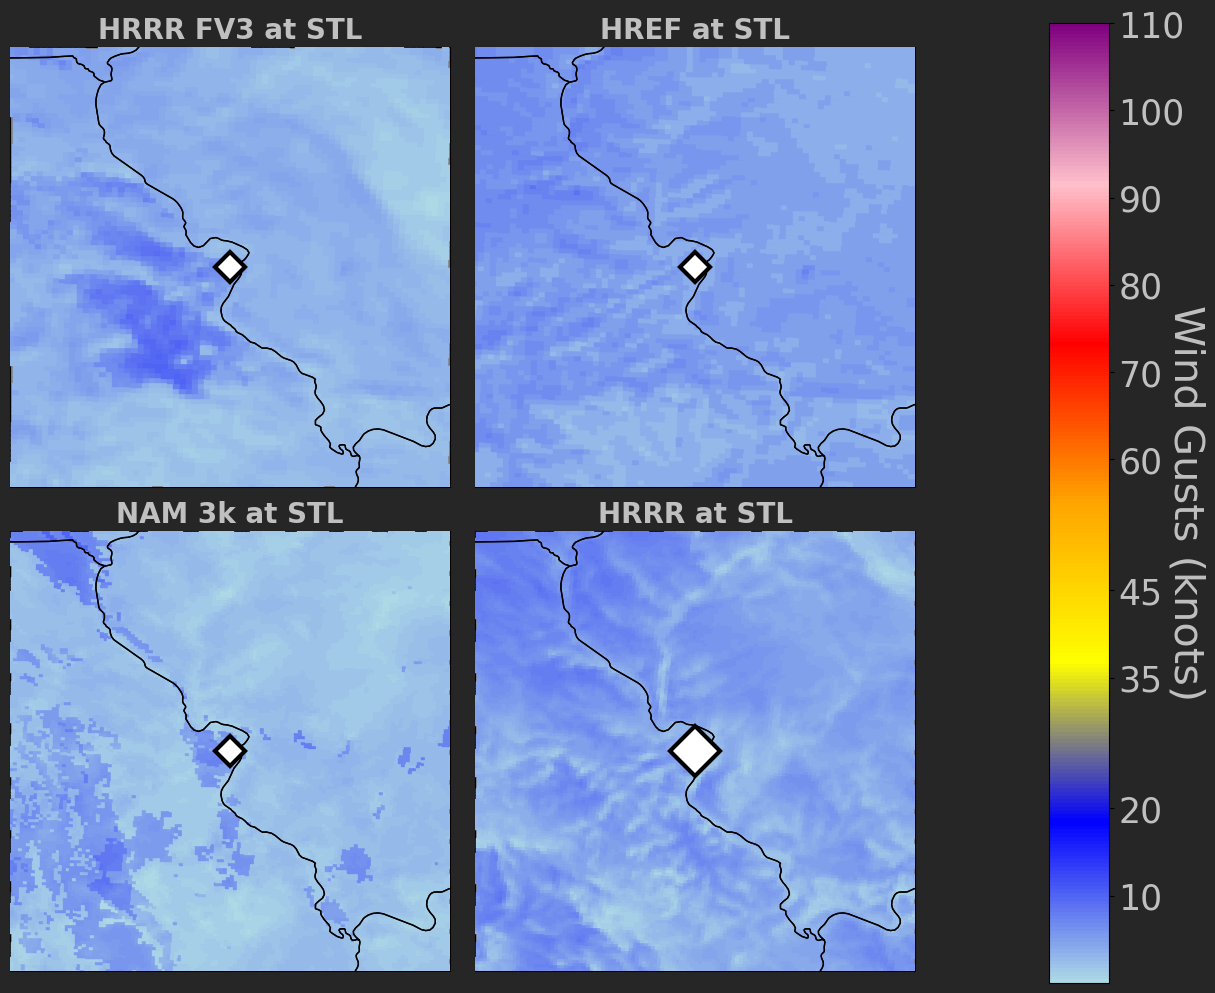 HRRR FV3 at STL
HREF at STL
NAM 3k at STL
HRRR at STL
110
100
90
80
70
60
45
35
20
10
Wind Gusts (knots)